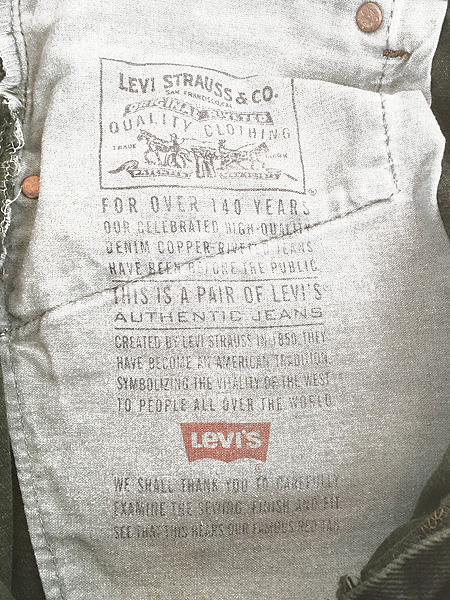 LEVI STRAUSS & CO.
SAN FRANCISCO, CAL.
ORIGINAL RIVETED
QUALITY CLOTHING
TRADE MARK
PATENTED
®
FOR OVER 140 YEARS
OUR CELEBRATED HIGH-QUALITY
DENIM COPPER-RIVETED JEANS
HAVE BEEN BEFORE THE PUBLIC
THIS IS A PAIR OF LEVI'S
AUTHENTIC JEANS
CREATED BY LEVI STRAUSS IN 1850, THEY
HAVE BECOME AN AMERICAN TRADITION,
SYMBOLIZING THE VITALITY OF THE WEST
TO PEOPLE ALL OVER THE WORLD
LEVI'S
®
WE SHALL THANK YOU TO CAREFULLY
EXAMINE THE SEWING, FINISH AND FIT
SEE THAT THIS BEARS OUR FAMOUS RED TAB